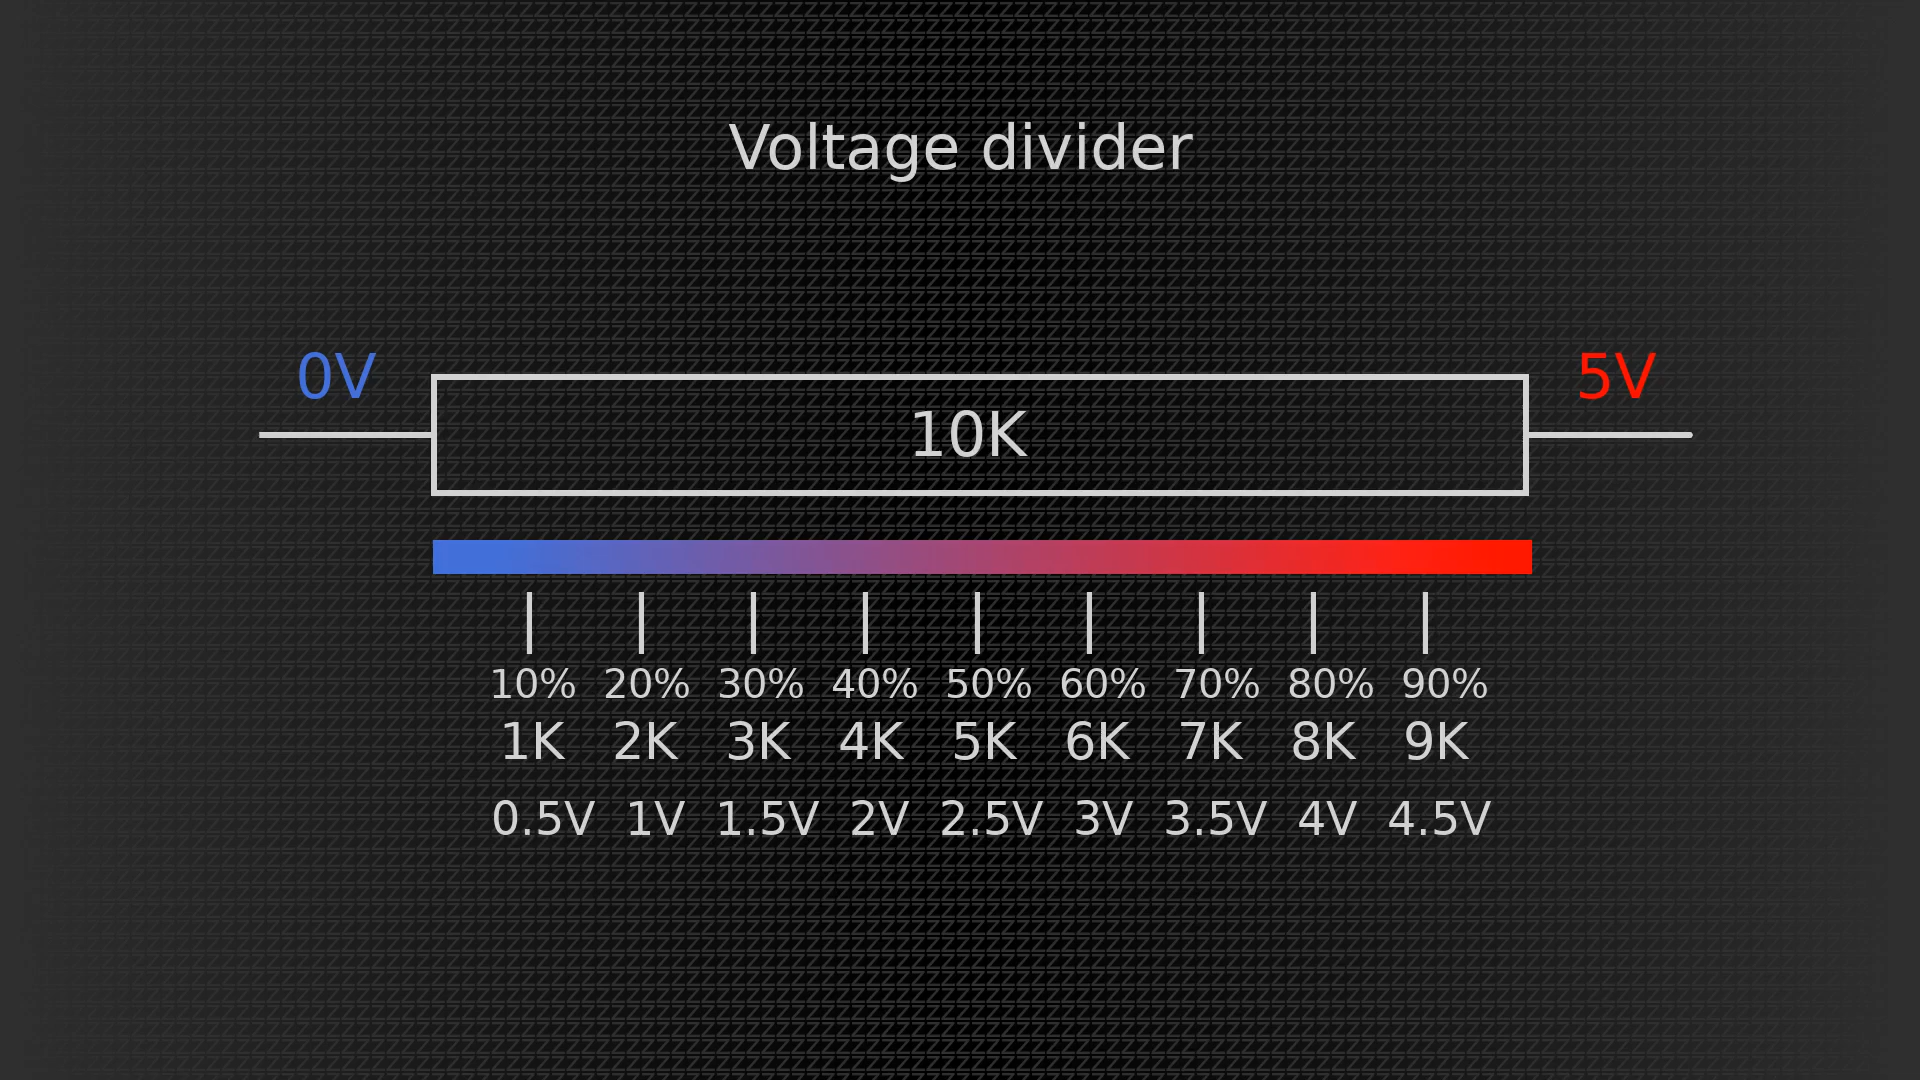 Voltage divider
0V 5V
10K
10% 20% 30% 40% 50% 60% 70% 80% 90%
1K 2K 3K 4K 5K 6K 7K 8K 9K
0.5V 1V 1.5V 2V 2.5V 3V 3.5V 4V 4.5V